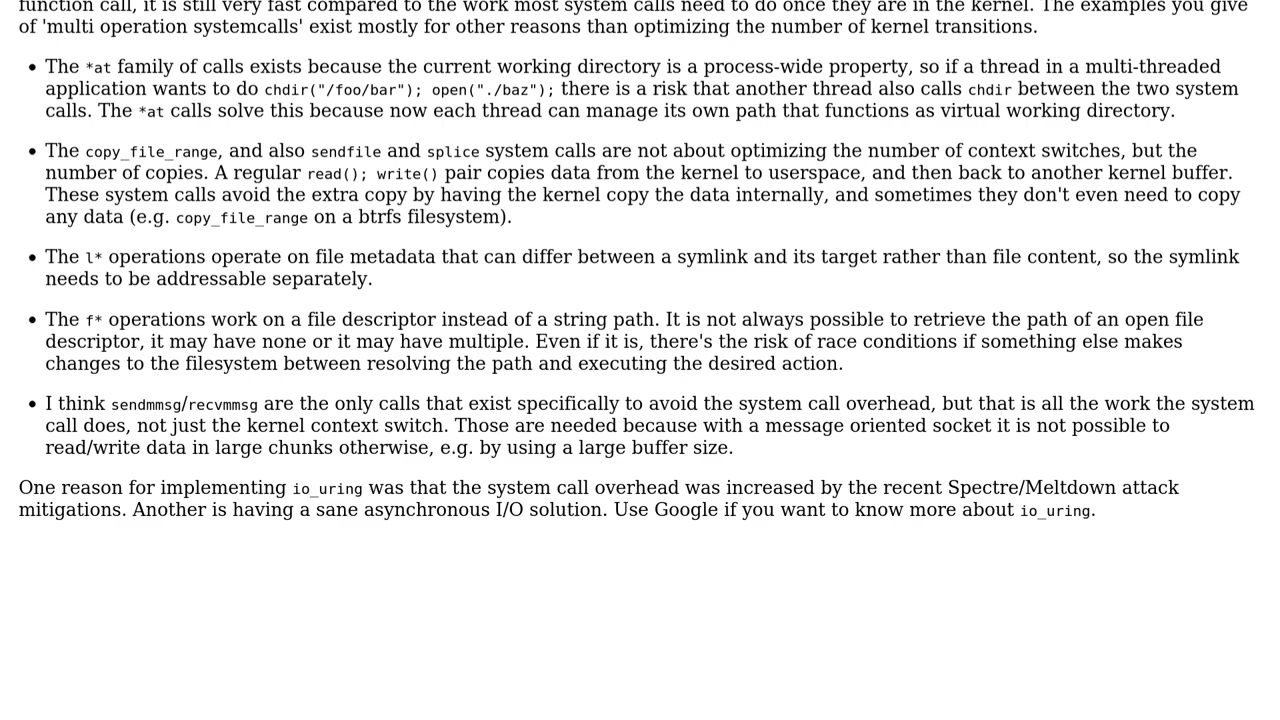 function call, it is still very fast compared to the work most system calls need to do once they are in the kernel. The examples you give
of 'multi operation systemcalls' exist mostly for other reasons than optimizing the number of kernel transitions.
• The *at family of calls exists because the current working directory is a process-wide property, so if a thread in a multi-threaded
application wants to do chdir("/foo/bar"); open("./baz"); there is a risk that another thread also calls chdir between the two system
calls. The *at calls solve this because now each thread can manage its own path that functions as virtual working directory.
• The copy_file_range, and also sendfile and splice system calls are not about optimizing the number of context switches, but the
number of copies. A regular read(); write() pair copies data from the kernel to userspace, and then back to another kernel buffer.
These system calls avoid the extra copy by having the kernel copy the data internally, and sometimes they don't even need to copy
any data (e.g. copy_file_range on a btrfs filesystem).
• The l* operations operate on file metadata that can differ between a symlink and its target rather than file content, so the symlink
needs to be addressable separately.
• The f* operations work on a file descriptor instead of a string path. It is not always possible to retrieve the path of an open file
descriptor, it may have none or it may have multiple. Even if it is, there's the risk of race conditions if something else makes
changes to the filesystem between resolving the path and executing the desired action.
• I think sendmmsg/recvmmsg are the only calls that exist specifically to avoid the system call overhead, but that is all the work the system
call does, not just the kernel context switch. Those are needed because with a message oriented socket it is not possible to
read/write data in large chunks otherwise, e.g. by using a large buffer size.
One reason for implementing io_uring was that the system call overhead was increased by the recent Spectre/Meltdown attack
mitigations. Another is having a sane asynchronous I/O solution. Use Google if you want to know more about io_uring.